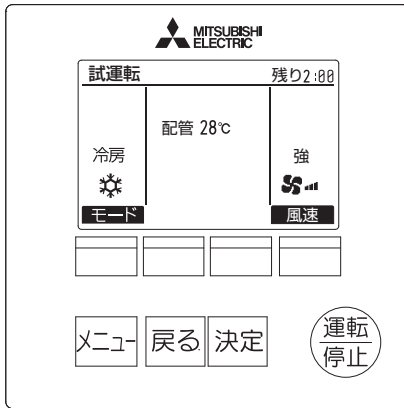 MITSUBISHI
ELECTRIC
試運転 残り2:00
配管 28℃
冷房 強
モード 風速
メニュー 戻る 決定 運転
停止